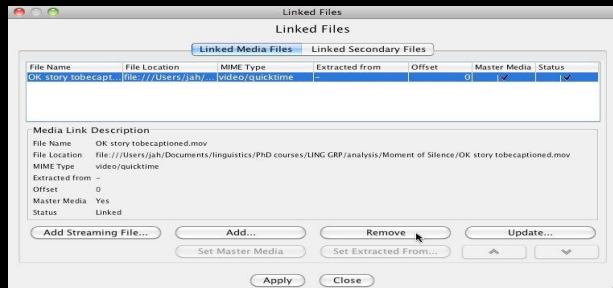 Linked Files
Linked Files
Linked Media Files Linked Secondary Files
File Name File Location MIME Type Extracted from Offset Master Media Status
OK story tobecapt... file:///Users/jah/... video/quicktime – 0
Media Link Description
File Name OK story tobecaptioned.mov
File Location file:///Users/jah/Documents/linguistics/PhD courses/LING GRP/analysis/Moment of Silence/OK story tobecaptioned.mov
MIME Type video/quicktime
Extracted from –
Offset 0
Master Media Yes
Status Linked
Add Streaming File... Add... Remove Update...
Set Master Media Set Extracted From...
Apply Close